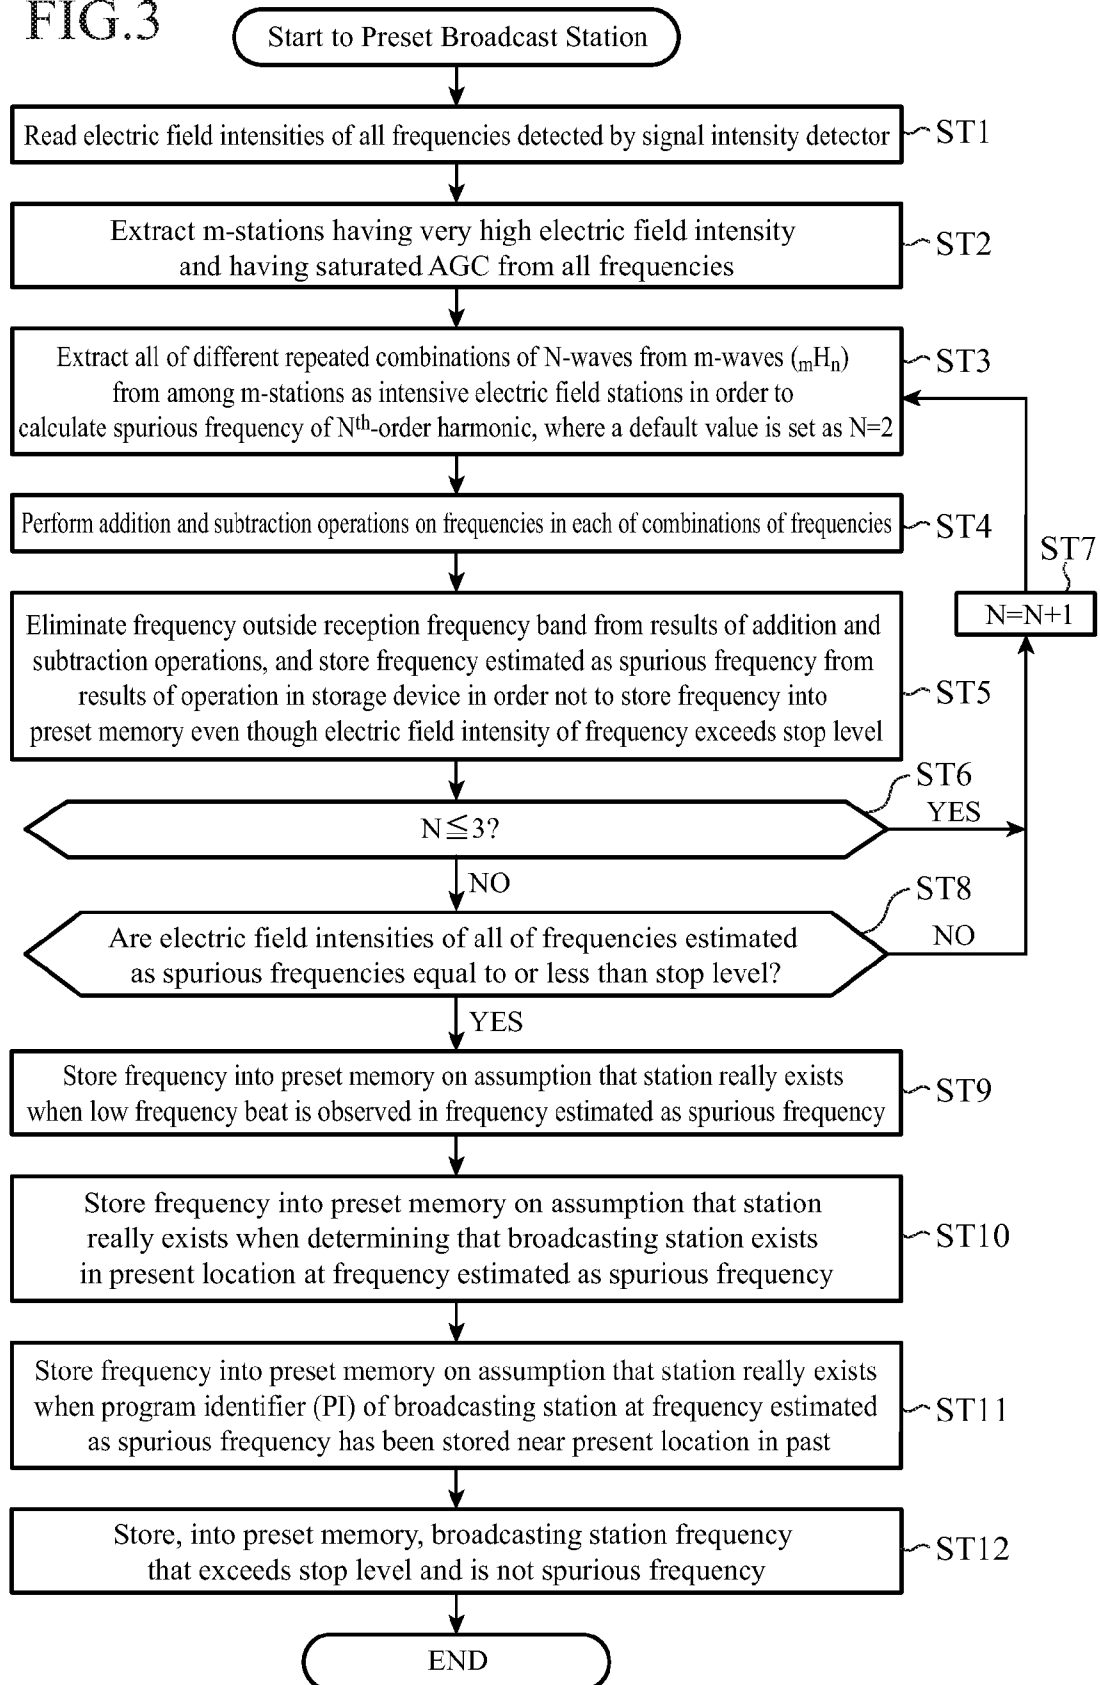 FIG.3
Start to Preset Broadcast Station
Read electric field intensities of all frequencies detected by signal intensity detector
ST1
Extract m-stations having very high electric field intensity
and having saturated AGC from all frequencies
ST2
Extract all of different repeated combinations of N-waves from m-waves (mHn)
from among m-stations as intensive electric field stations in order to
calculate spurious frequency of Nth-order harmonic, where a default value is set as N=2
ST3
Perform addition and subtraction operations on frequencies in each of combinations of frequencies
ST4
ST7
N=N+1
Eliminate frequency outside reception frequency band from results of addition and
subtraction operations, and store frequency estimated as spurious frequency from
results of operation in storage device in order not to store frequency into
preset memory even though electric field intensity of frequency exceeds stop level
ST5
N≦3?
ST6
YES
NO
Are electric field intensities of all of frequencies estimated
as spurious frequencies equal to or less than stop level?
ST8
NO
YES
Store frequency into preset memory on assumption that station really exists
when low frequency beat is observed in frequency estimated as spurious frequency
ST9
Store frequency into preset memory on assumption that station
really exists when determining that broadcasting station exists
in present location at frequency estimated as spurious frequency
ST10
Store frequency into preset memory on assumption that station really exists
when program identifier (PI) of broadcasting station at frequency estimated
as spurious frequency has been stored near present location in past
ST11
Store, into preset memory, broadcasting station frequency
that exceeds stop level and is not spurious frequency
ST12
END